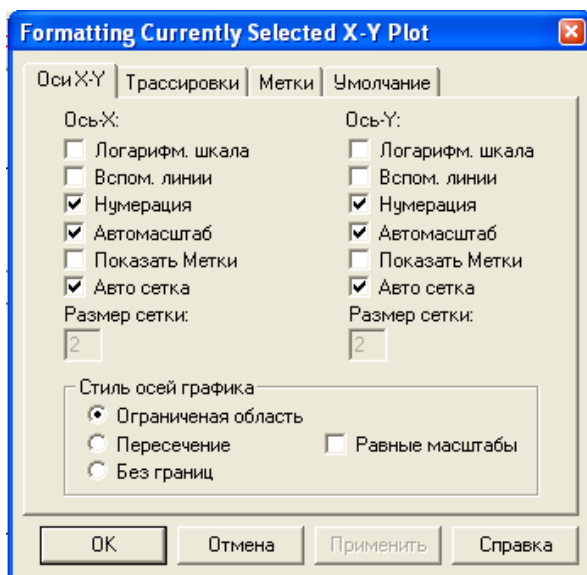 Formatting Currently Selected X-Y Plot
Оси X-Y Трассировки Метки Умолчание
Ось-X: Ось-Y:
Логарифм. шкала Логарифм. шкала
Вспом. линии Вспом. линии
Нумерация Нумерация
Автомасштаб Автомасштаб
Показать Метки Показать Метки
Авто сетка Авто сетка
Размер сетки: Размер сетки:
2 2
Стиль осей графика
Ограниченая область
Пересечение Равные масштабы
Без границ
OK Отмена Применить Справка